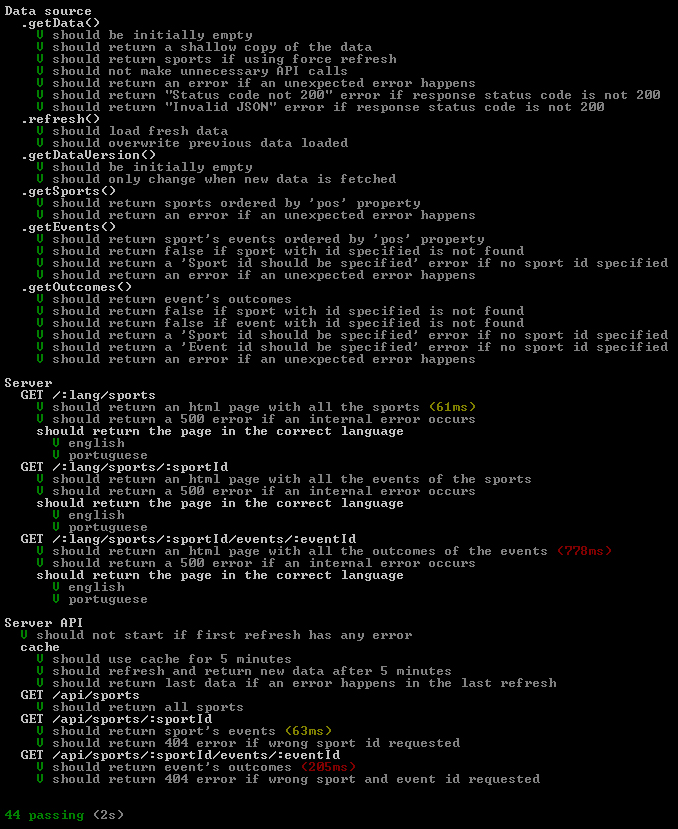 Data source
.getData()
V should be initially empty
V should return a shallow copy of the data
V should return sports if using force refresh
V should not make unnecessary API calls
V should return an error if an unexpected error happens
V should return "Status code not 200" error if response status code is not 200
V should return "Invalid JSON" error if response status code is not 200
.refresh()
V should load fresh data
V should overwrite previous data loaded
.getDataVersion()
V should be initially empty
V should only change when new data is fetched
.getSports()
V should return sports ordered by 'pos' property
V should return an error if an unexpected error happens
.getEvents()
V should return sport's events ordered by 'pos' property
V should return false if sport with id specified is not found
V should return a 'Sport id should be specified' error if no sport id specified
V should return an error if an unexpected error happens
.getOutcomes()
V should return event's outcomes
V should return false if sport with id specified is not found
V should return false if event with id specified is not found
V should return a 'Sport id should be specified' error if no sport id specified
V should return a 'Event id should be specified' error if no sport id specified
V should return an error if an unexpected error happens
Server
GET /:lang/sports
V should return an html page with all the sports (61ms)
V should return a 500 error if an internal error occurs
should return the page in the correct language
V english
V portuguese
GET /:lang/sports/:sportId
V should return an html page with all the events of the sports
V should return a 500 error if an internal error occurs
should return the page in the correct language
V english
V portuguese
GET /:lang/sports/:sportId/events/:eventId
V should return an html page with all the outcomes of the events (778ms)
V should return a 500 error if an internal error occurs
should return the page in the correct language
V english
V portuguese
Server API
V should not start if first refresh has any error
cache
V should use cache for 5 minutes
V should refresh and return new data after 5 minutes
V should return last data if an error happens in the last refresh
GET /api/sports
V should return all sports
GET /api/sports/:sportId
V should return sport's events (63ms)
V should return 404 error if wrong sport id requested
GET /api/sports/:sportId/events/:eventId
V should return event's outcomes (205ms)
V should return 404 error if wrong sport and event id requested
44 passing (2s)